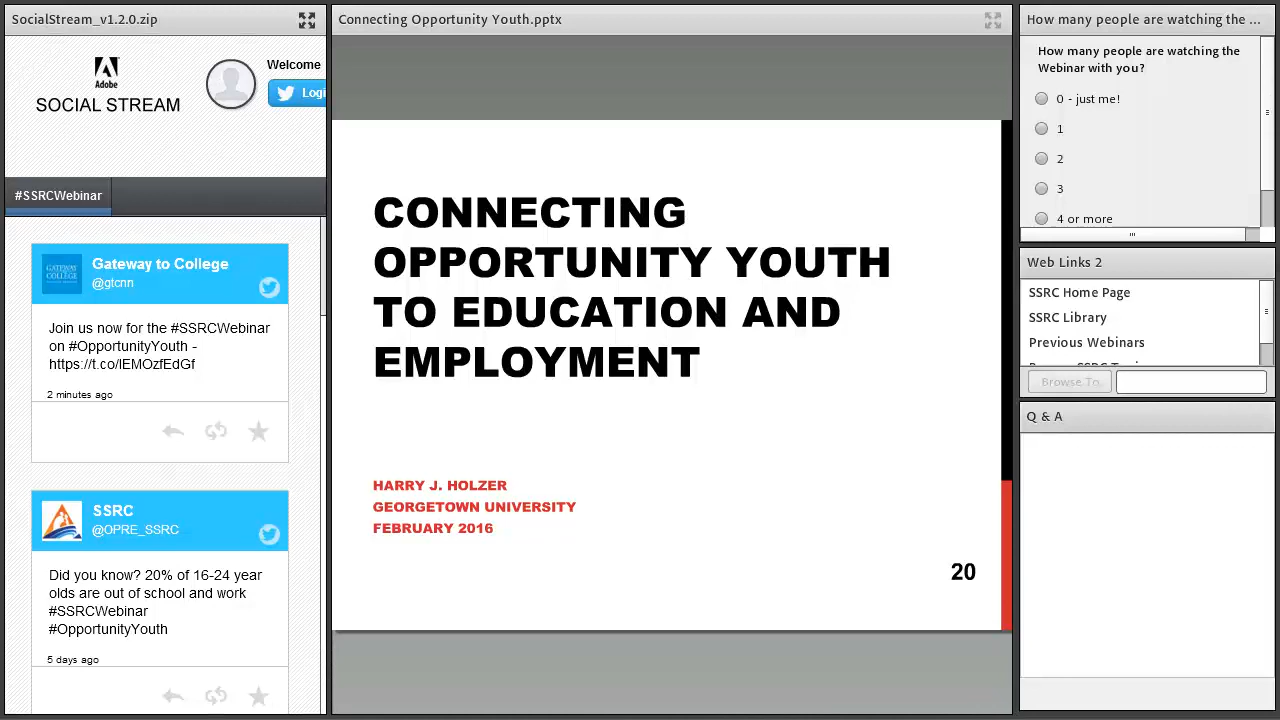 SocialStream_v1.2.0.zip
Adobe
SOCIAL STREAM
Welcome
Logi
#SSRCWebinar
GATEWAY
COLLEGE
Gateway to College
@gtcnn
Join us now for the #SSRCWebinar
on #OpportunityYouth -
https://t.co/lEMOzfEdGf
2 minutes ago
SSRC
@OPRE_SSRC
Did you know? 20% of 16-24 year
olds are out of school and work
#SSRCWebinar
#OpportunityYouth
5 days ago
Connecting Opportunity Youth.pptx
CONNECTING
OPPORTUNITY YOUTH
TO EDUCATION AND
EMPLOYMENT
HARRY J. HOLZER
GEORGETOWN UNIVERSITY
FEBRUARY 2016
20
How many people are watching the ...
How many people are watching the
Webinar with you?
0 - just me!
1
2
3
4 or more
Web Links 2
SSRC Home Page
SSRC Library
Previous Webinars
Browse To
Q & A